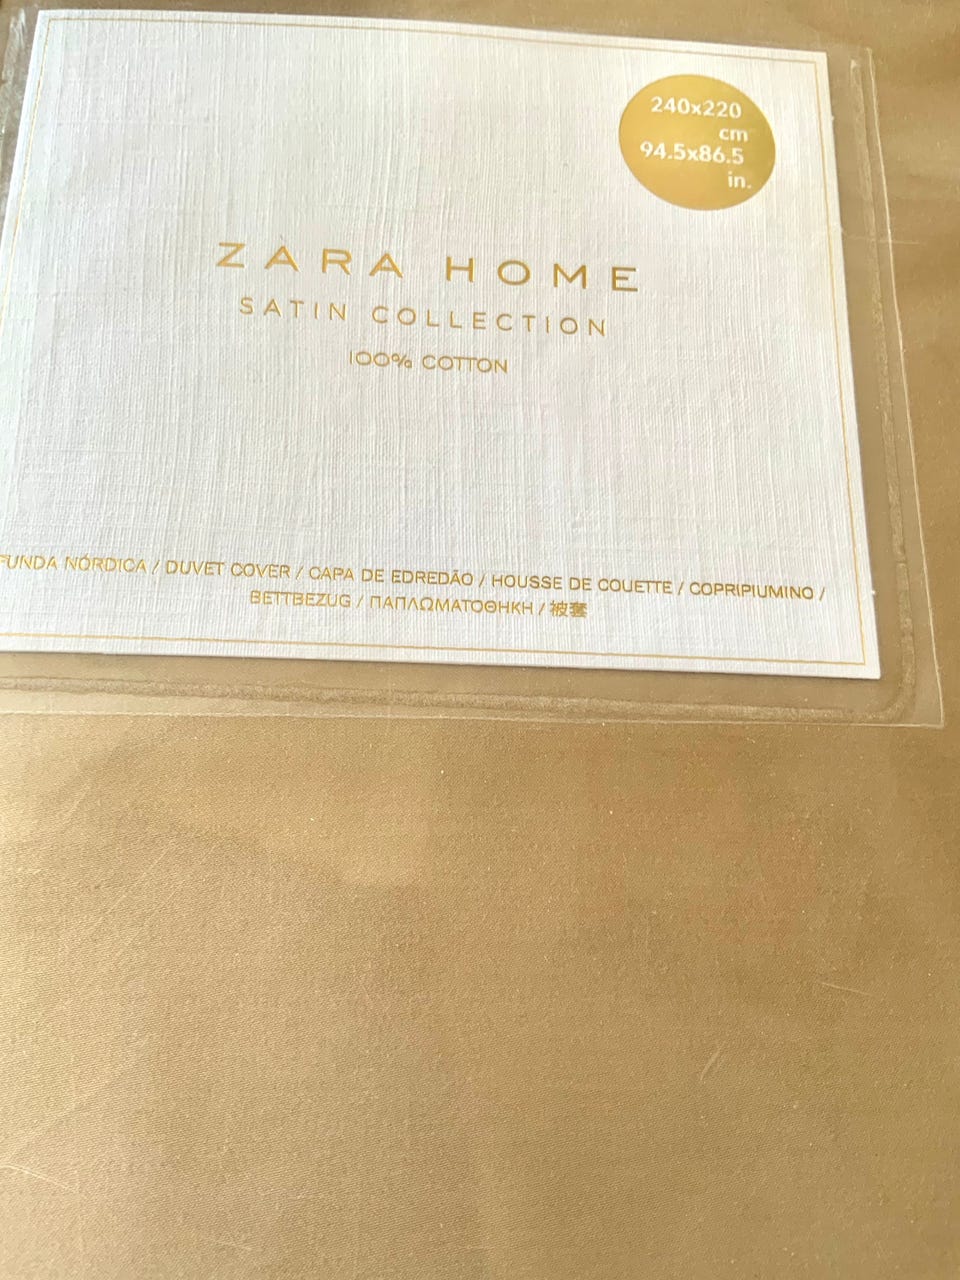 240x220
cm
94.5x86.5
in.
ZARA HOME
SATIN COLLECTION
100% COTTON
FUNDA NÓRDICA / DUVET COVER / CAPA DE EDREDÃO / HOUSSE DE COUETTE / COPRIPIUMINO /
BETTBEZUG / ΠΑΠΛΩΜΑΤΟΘΗΚΗ / 被套